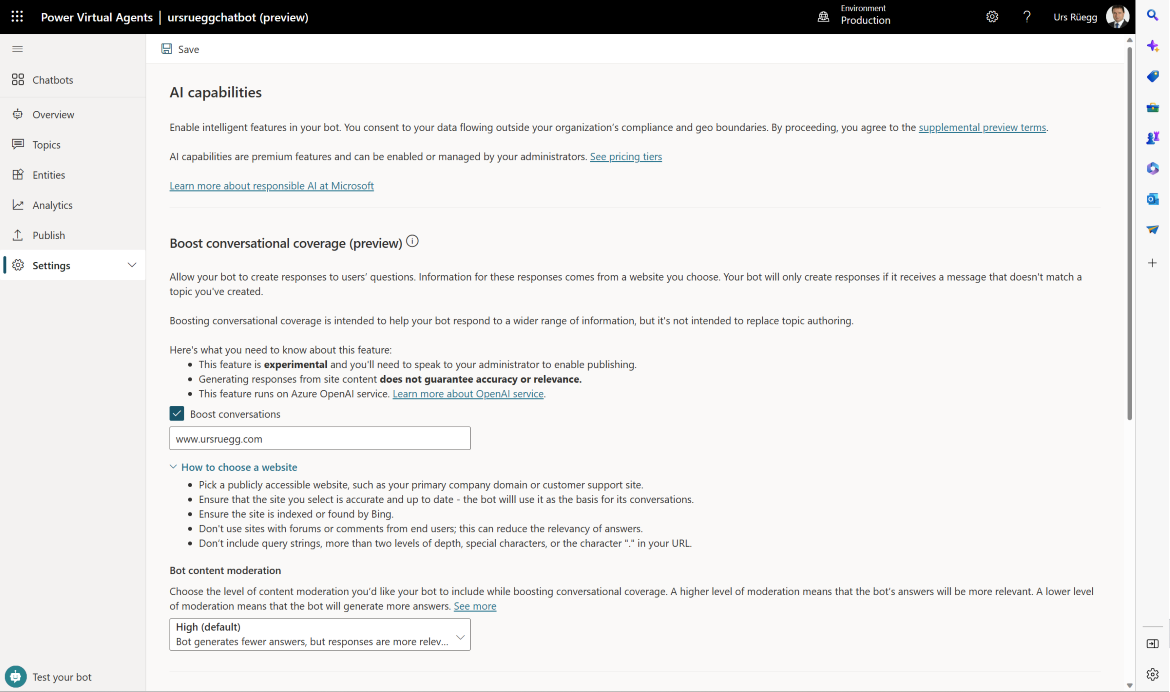 Power Virtual Agents | ursrueggchatbot (preview)
Environment
Production
?
Urs Rüegg
Chatbots
Overview
Topics
Entities
Analytics
Publish
Settings
Test your bot
Save
AI capabilities
Enable intelligent features in your bot. You consent to your data flowing outside your organization's compliance and geo boundaries. By proceeding, you agree to the supplemental preview terms.
AI capabilities are premium features and can be enabled or managed by your administrators. See pricing tiers
Learn more about responsible AI at Microsoft
Boost conversational coverage (preview)
Allow your bot to create responses to users' questions. Information for these responses comes from a website you choose. Your bot will only create responses if it receives a message that doesn't match a
topic you've created.
Boosting conversational coverage is intended to help your bot respond to a wider range of information, but it's not intended to replace topic authoring.
Here's what you need to know about this feature:
• This feature is experimental and you'll need to speak to your administrator to enable publishing.
• Generating responses from site content does not guarantee accuracy or relevance.
• This feature runs on Azure OpenAI service. Learn more about OpenAI service.
Boost conversations
www.ursruegg.com
How to choose a website
• Pick a publicly accessible website, such as your primary company domain or customer support site.
• Ensure that the site you select is accurate and up to date - the bot willl use it as the basis for its conversations.
• Ensure the site is indexed or found by Bing.
• Don't use sites with forums or comments from end users; this can reduce the relevancy of answers.
• Don't include query strings, more than two levels of depth, special characters, or the character "." in your URL.
Bot content moderation
Choose the level of content moderation you'd like your bot to include while boosting conversational coverage. A higher level of moderation means that the bot's answers will be more relevant. A lower level
of moderation means that the bot will generate more answers. See more
High (default)
Bot generates fewer answers, but responses are more relev...